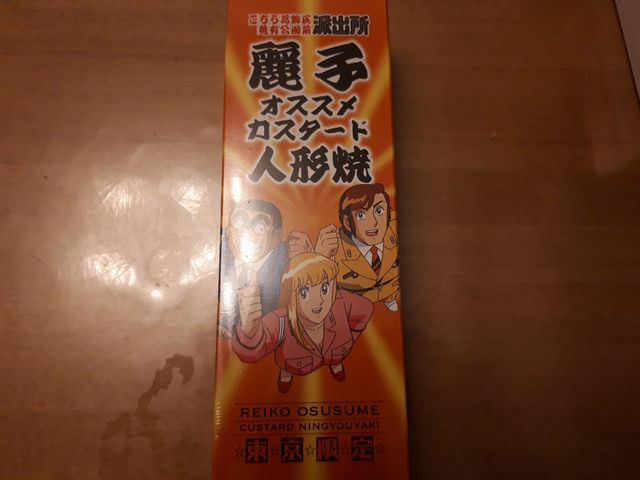 こちら葛飾区
亀有公園前
派出所
麗子
オススメ
カスタード
人形焼
REIKO OSUSUME
CUSTARD NINGYOUYAKI
☆東☆京☆限☆定☆